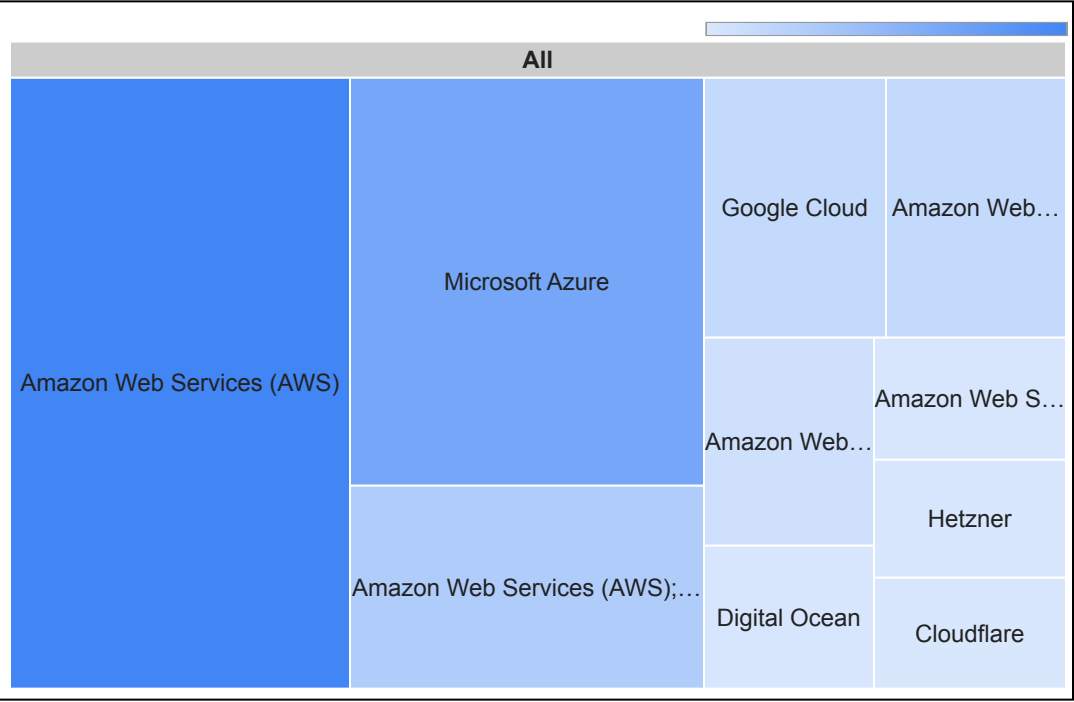 All
Amazon Web Services (AWS)
Microsoft Azure
Amazon Web Services (AWS);…
Google Cloud
Amazon Web…
Amazon Web…
Amazon Web S…
Hetzner
Digital Ocean
Cloudflare